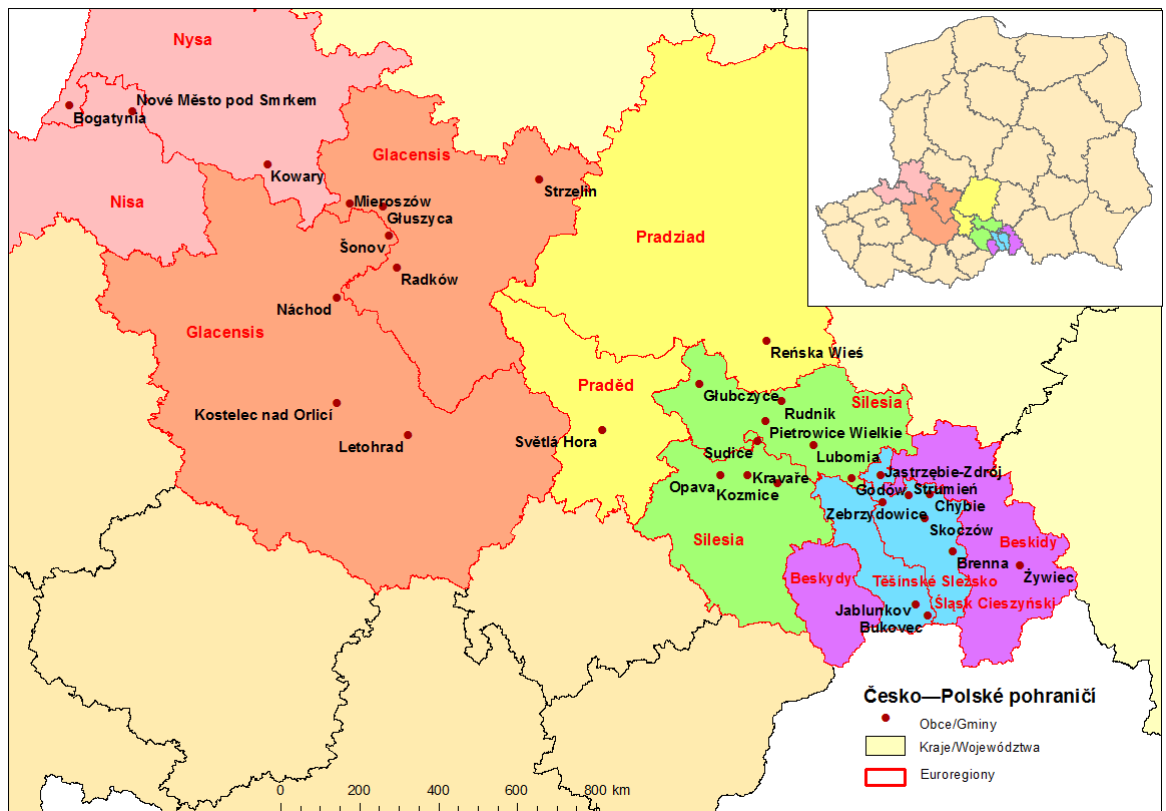 Nysa
Nové Město pod Smrkem
Bogatynia
Glacensis
Kowary
Strzelin
Nisa
Mieroszów
Głuszyca
Šonov
Pradziad
Radków
Náchod
Glacensis
Reńska Wieś
Praděd
Głubczyce
Silesia
Kostelec nad Orlicí
Rudnik
Pietrowice Wielkie
Letohrad
Světlá Hora
Sudice
Lubomia
Jastrzębie-Zdrój
Opava
Kravaře
Kozmice
Godów
Strumień
Chybie
Zebrzydowice
Skoczów
Silesia
Beskidy
Brenna
Beskydy
Těšínské Slezsko
Żywiec
Śląsk Cieszyński
Jablunkov
Bukovec
Česko—Polské pohraničí
Obce/Gminy
Kraje/Województwa
Euroregiony
0 200 400 600 800 km